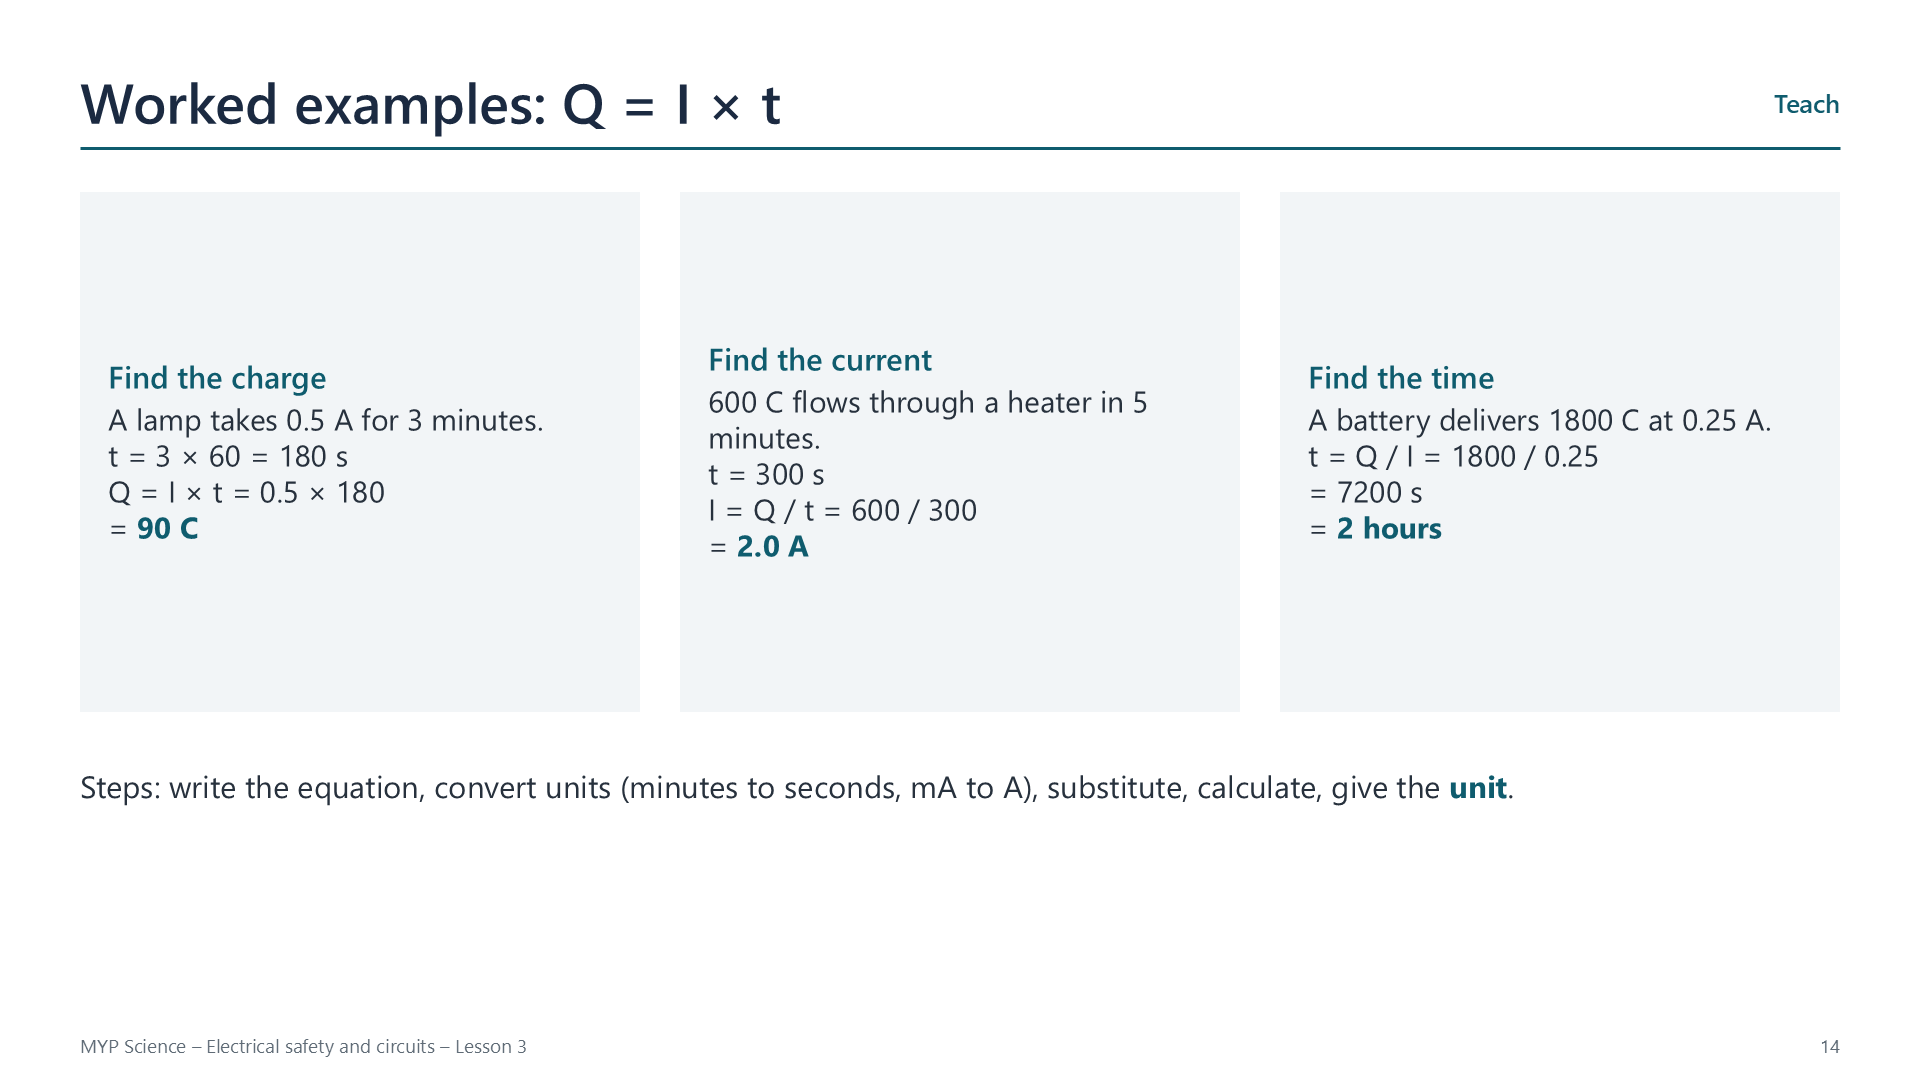 Worked examples: Q = I × t
Teach
Find the charge
A lamp takes 0.5 A for 3 minutes.
t = 3 × 60 = 180 s
Q = I × t = 0.5 × 180
= 90 C
Find the current
600 C flows through a heater in 5
minutes.
t = 300 s
I = Q / t = 600 / 300
= 2.0 A
Find the time
A battery delivers 1800 C at 0.25 A.
t = Q / I = 1800 / 0.25
= 7200 s
= 2 hours
Steps: write the equation, convert units (minutes to seconds, mA to A), substitute, calculate, give the unit.
MYP Science – Electrical safety and circuits – Lesson 3
14